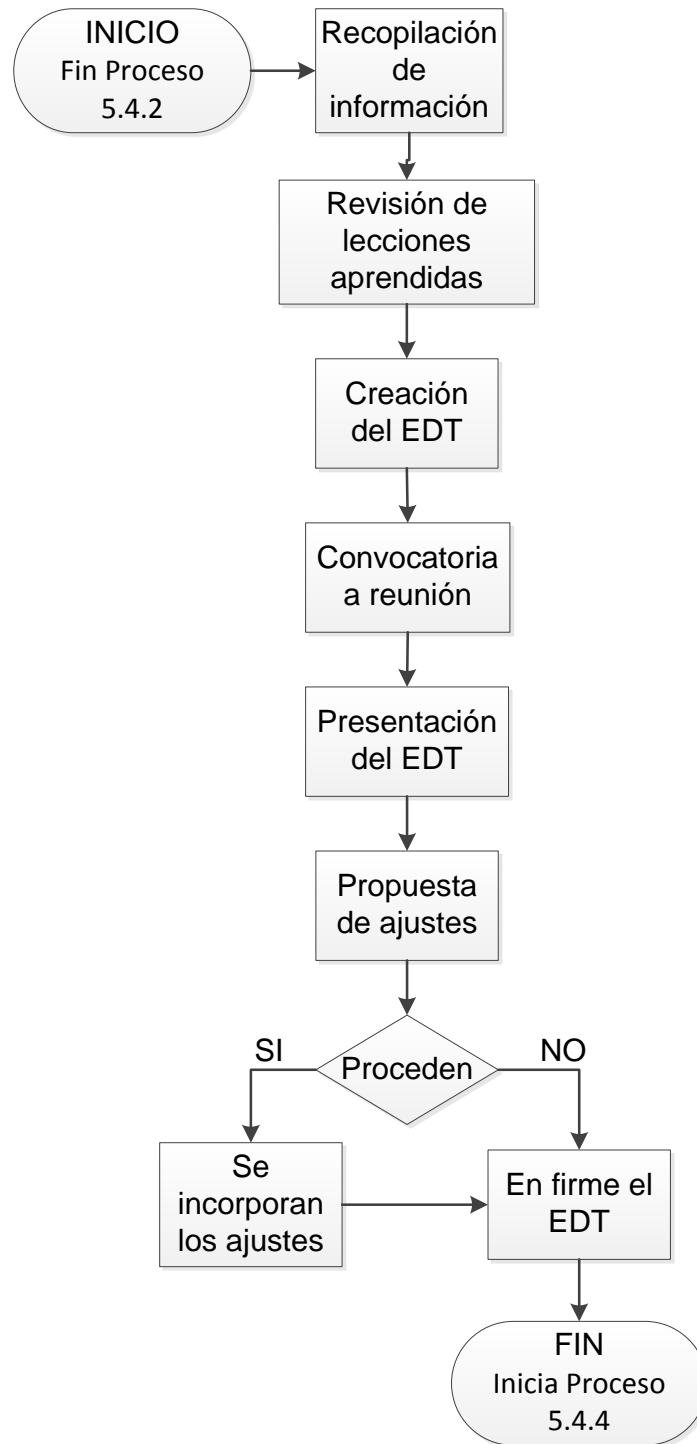 INICIO
Fin Proceso
5.4.2
Recopilación
de
información
Revisión de
lecciones
aprendidas
Creación
del EDT
Convocatoria
a reunión
Presentación
del EDT
Propuesta
de ajustes
Proceden
SI
NO
Se
incorporan
los ajustes
En firme el
EDT
FIN
Inicia Proceso
5.4.4